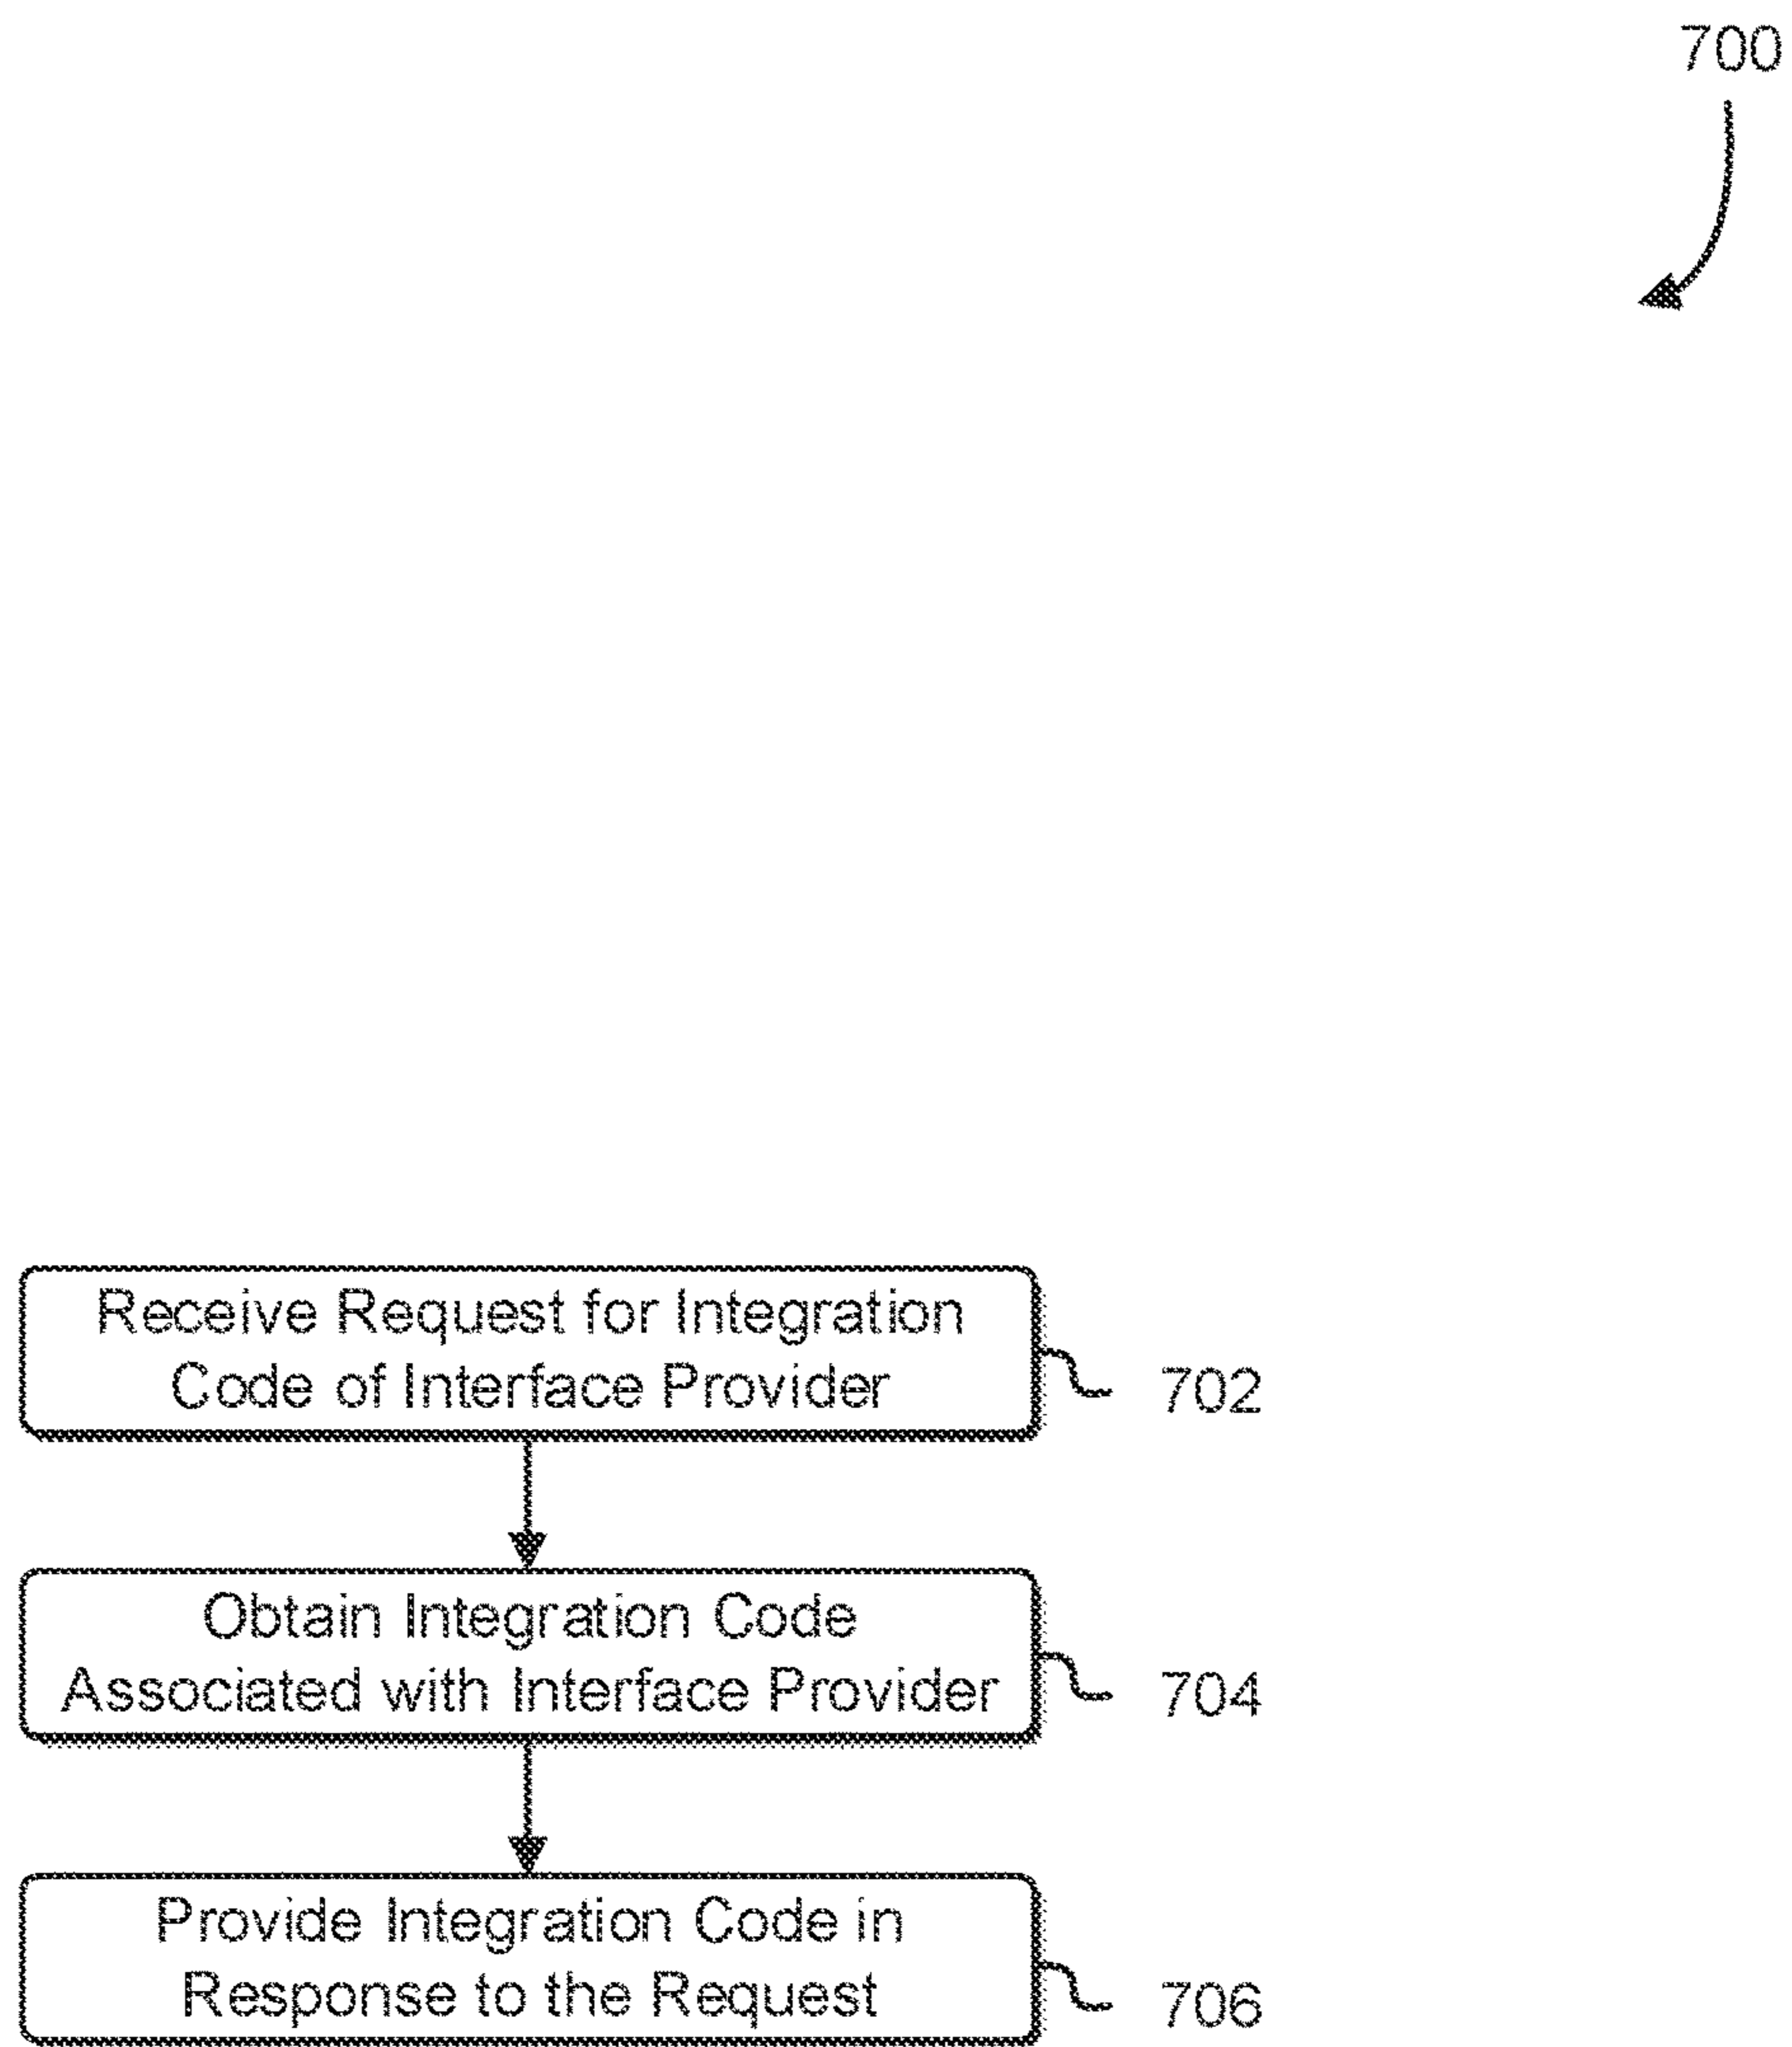 700
Receive Request for Integration
Code of Interface Provider
702
Obtain Integration Code
Associated with Interface Provider
704
Provide Integration Code in
Response to the Request
706